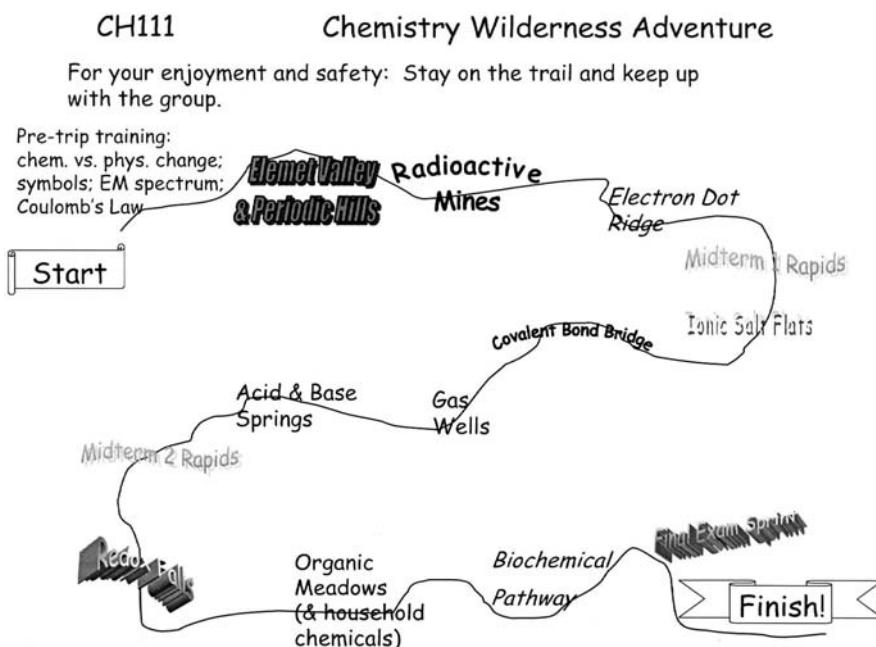 CH111 Chemistry Wilderness Adventure
For your enjoyment and safety: Stay on the trail and keep up
with the group.
Pre-trip training:
chem. vs. phys. change;
symbols; EM spectrum;
Coulomb's Law
Start
Elemet Valley
& Periodic Hills
Radioactive
Mines
Electron Dot
Ridge
Midterm 1 Rapids
Ionic Salt Flats
Covalent Bond Bridge
Gas
Wells
Acid & Base
Springs
Midterm 2 Rapids
Redox Falls
Organic
Meadows
(& household
chemicals)
Biochemical
Pathway
Final Exam Sprint
Finish!